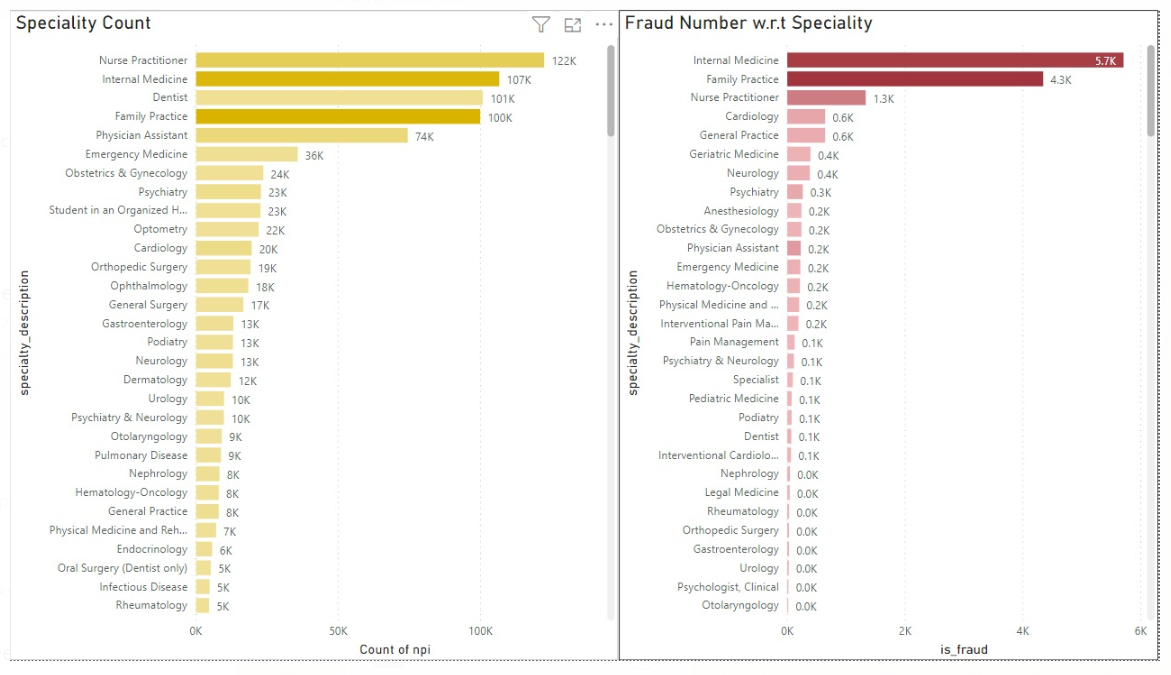 Speciality Count
Nurse Practitioner 122K
Internal Medicine 107K
Dentist 101K
Family Practice 100K
Physician Assistant 74K
Emergency Medicine 36K
Obstetrics & Gynecology 24K
Psychiatry 23K
Student in an Organized H... 23K
Optometry 22K
Cardiology 20K
Orthopedic Surgery 19K
Ophthalmology 18K
General Surgery 17K
Gastroenterology 13K
Podiatry 13K
Neurology 13K
Dermatology 12K
Urology 10K
Psychiatry & Neurology 10K
Otolaryngology 9K
Pulmonary Disease 9K
Nephrology 8K
Hematology-Oncology 8K
General Practice 8K
Physical Medicine and Reh... 7K
Endocrinology 6K
Oral Surgery (Dentist only) 5K
Infectious Disease 5K
Rheumatology 5K
0K 50K 100K
Count of npi
specialty_description
Fraud Number w.r.t Speciality
Internal Medicine 5.7K
Family Practice 4.3K
Nurse Practitioner 1.3K
Cardiology 0.6K
General Practice 0.6K
Geriatric Medicine 0.4K
Neurology 0.4K
Psychiatry 0.3K
Anesthesiology 0.2K
Obstetrics & Gynecology 0.2K
Physician Assistant 0.2K
Emergency Medicine 0.2K
Hematology-Oncology 0.2K
Physical Medicine and ... 0.2K
Interventional Pain Ma... 0.2K
Pain Management 0.1K
Psychiatry & Neurology 0.1K
Specialist 0.1K
Pediatric Medicine 0.1K
Podiatry 0.1K
Dentist 0.1K
Interventional Cardiolo... 0.1K
Nephrology 0.0K
Legal Medicine 0.0K
Rheumatology 0.0K
Orthopedic Surgery 0.0K
Gastroenterology 0.0K
Urology 0.0K
Psychologist, Clinical 0.0K
Otolaryngology 0.0K
0K 2K 4K 6K
is_fraud
specialty_description